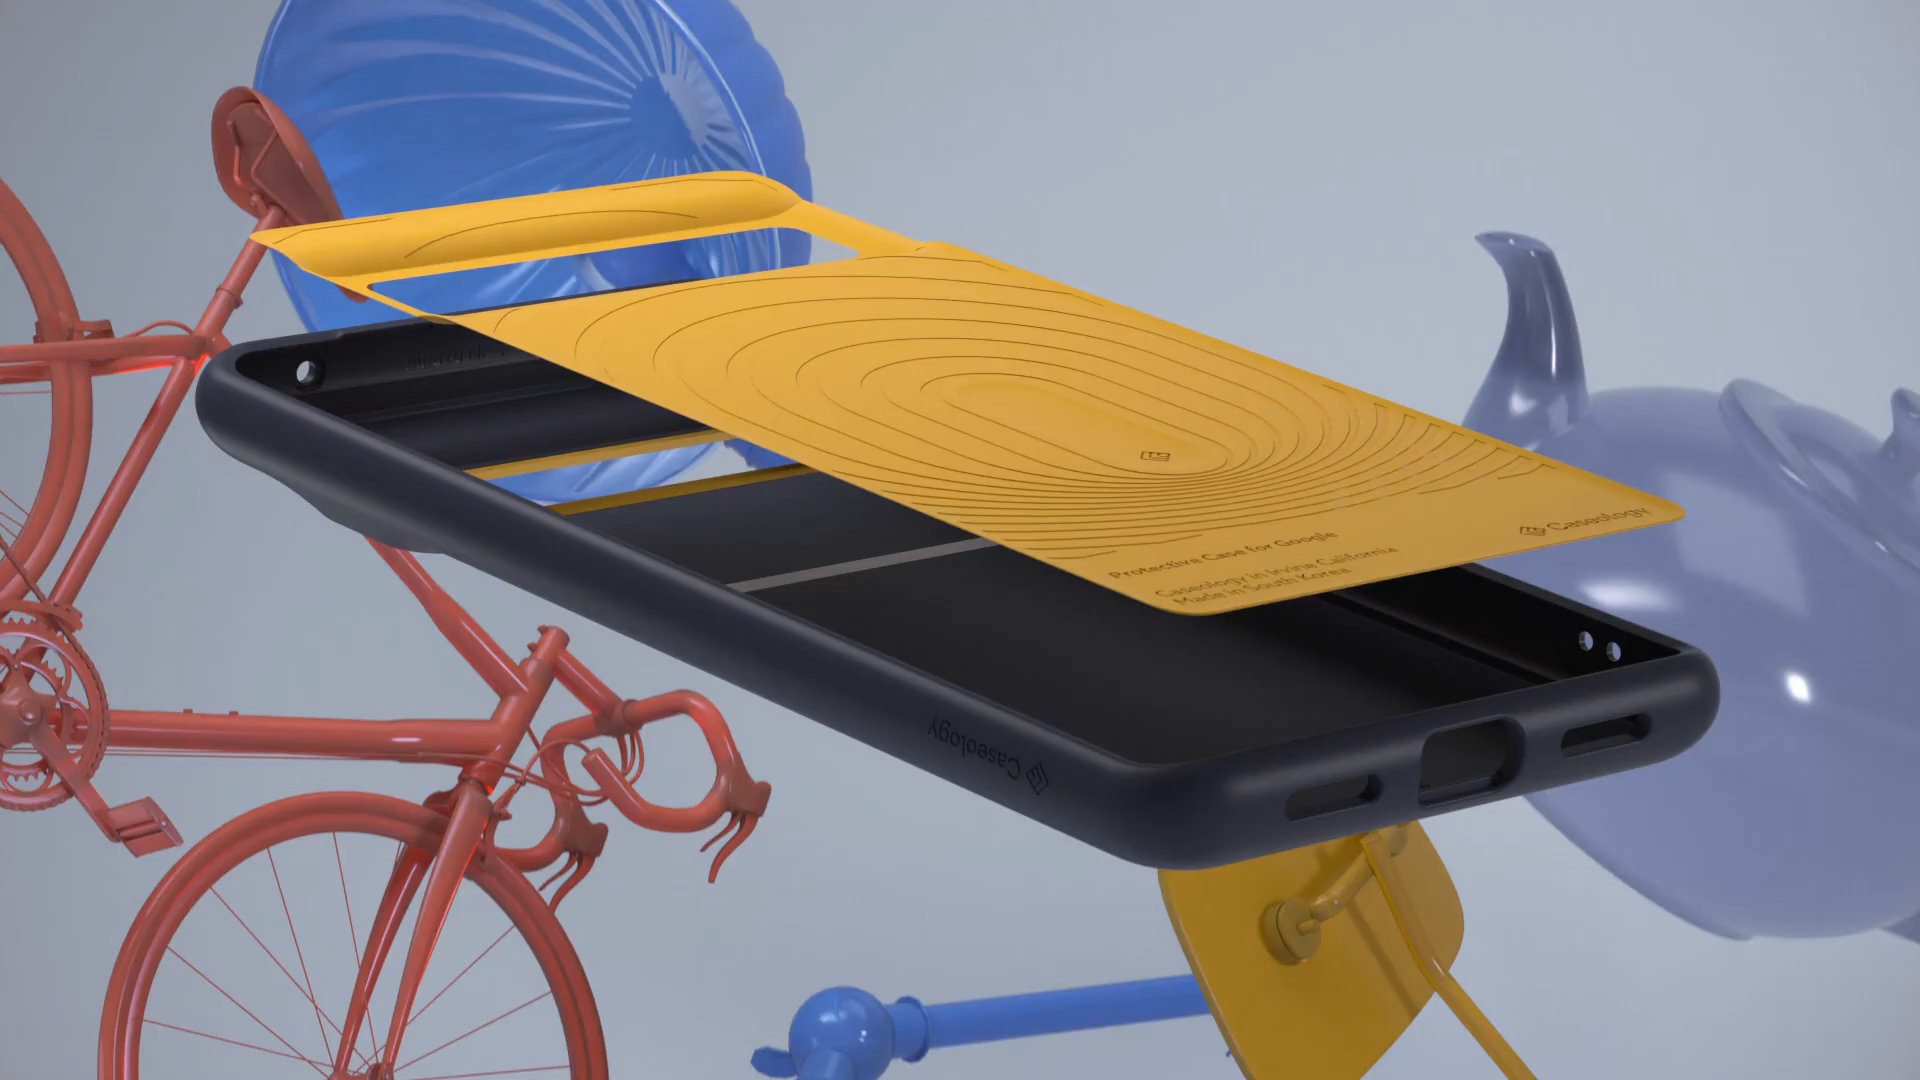 Caseology
Protective Case for Google
Caseology in Irvine California
Made in South Korea
Caseology